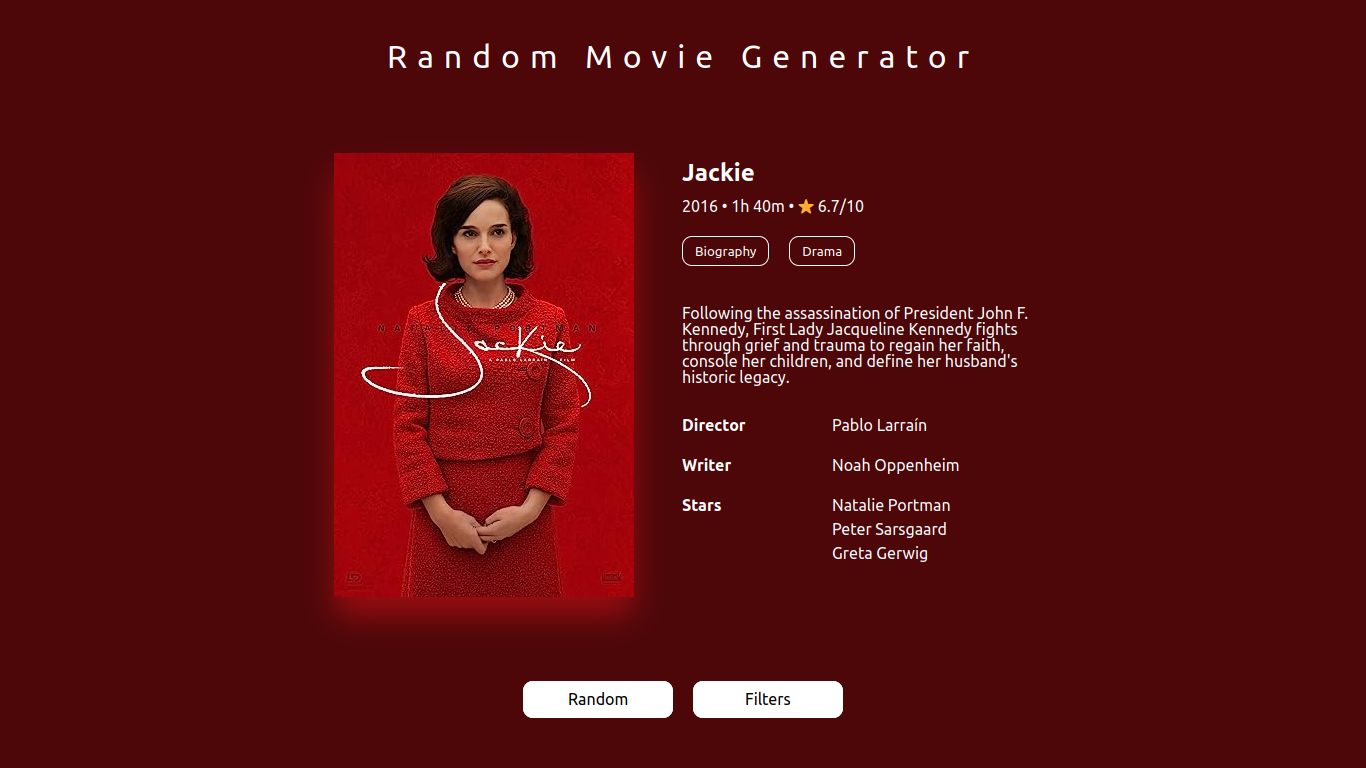 Random Movie Generator
NATALIE PORTMAN
Jackie
A PABLO LARRAÍN FILM
Jackie
2016 • 1h 40m • ⭐ 6.7/10
Biography Drama
Following the assassination of President John F.
Kennedy, First Lady Jacqueline Kennedy fights
through grief and trauma to regain her faith,
console her children, and define her husband's
historic legacy.
Director Pablo Larraín
Writer Noah Oppenheim
Stars Natalie Portman
Peter Sarsgaard
Greta Gerwig
Random Filters